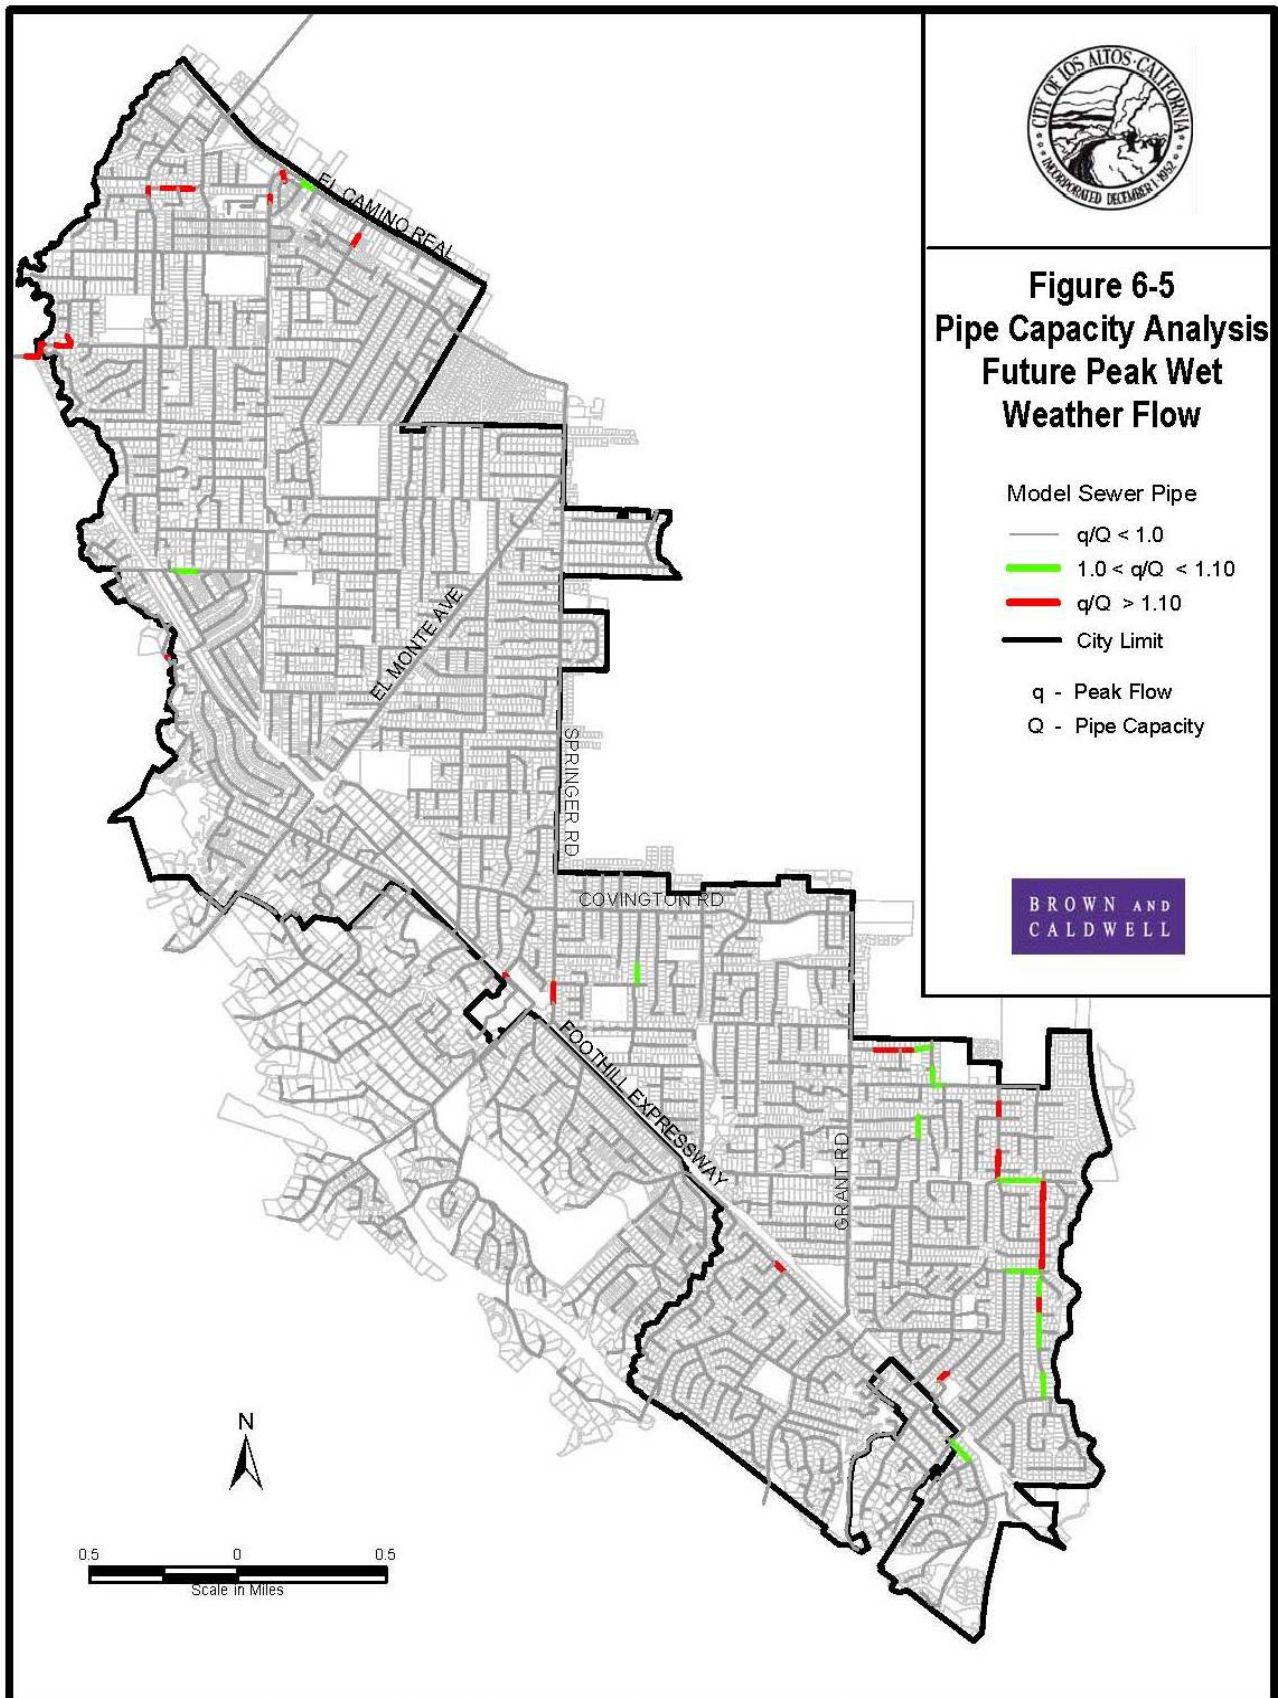 CITY OF LOS ALTOS · CALIFORNIA
INCORPORATED DECEMBER 1 · 1952
Figure 6-5
Pipe Capacity Analysis
Future Peak Wet
Weather Flow
Model Sewer Pipe
q/Q < 1.0
1.0 < q/Q < 1.10
q/Q > 1.10
City Limit
q - Peak Flow
Q - Pipe Capacity
BROWN AND
CALDWELL
EL CAMINO REAL
EL MONTE AVE
SPRINGER RD
COVINGTON RD
FOOTHILL EXPRESSWAY
GRANT RD
N
0.5 0 0.5
Scale in Miles